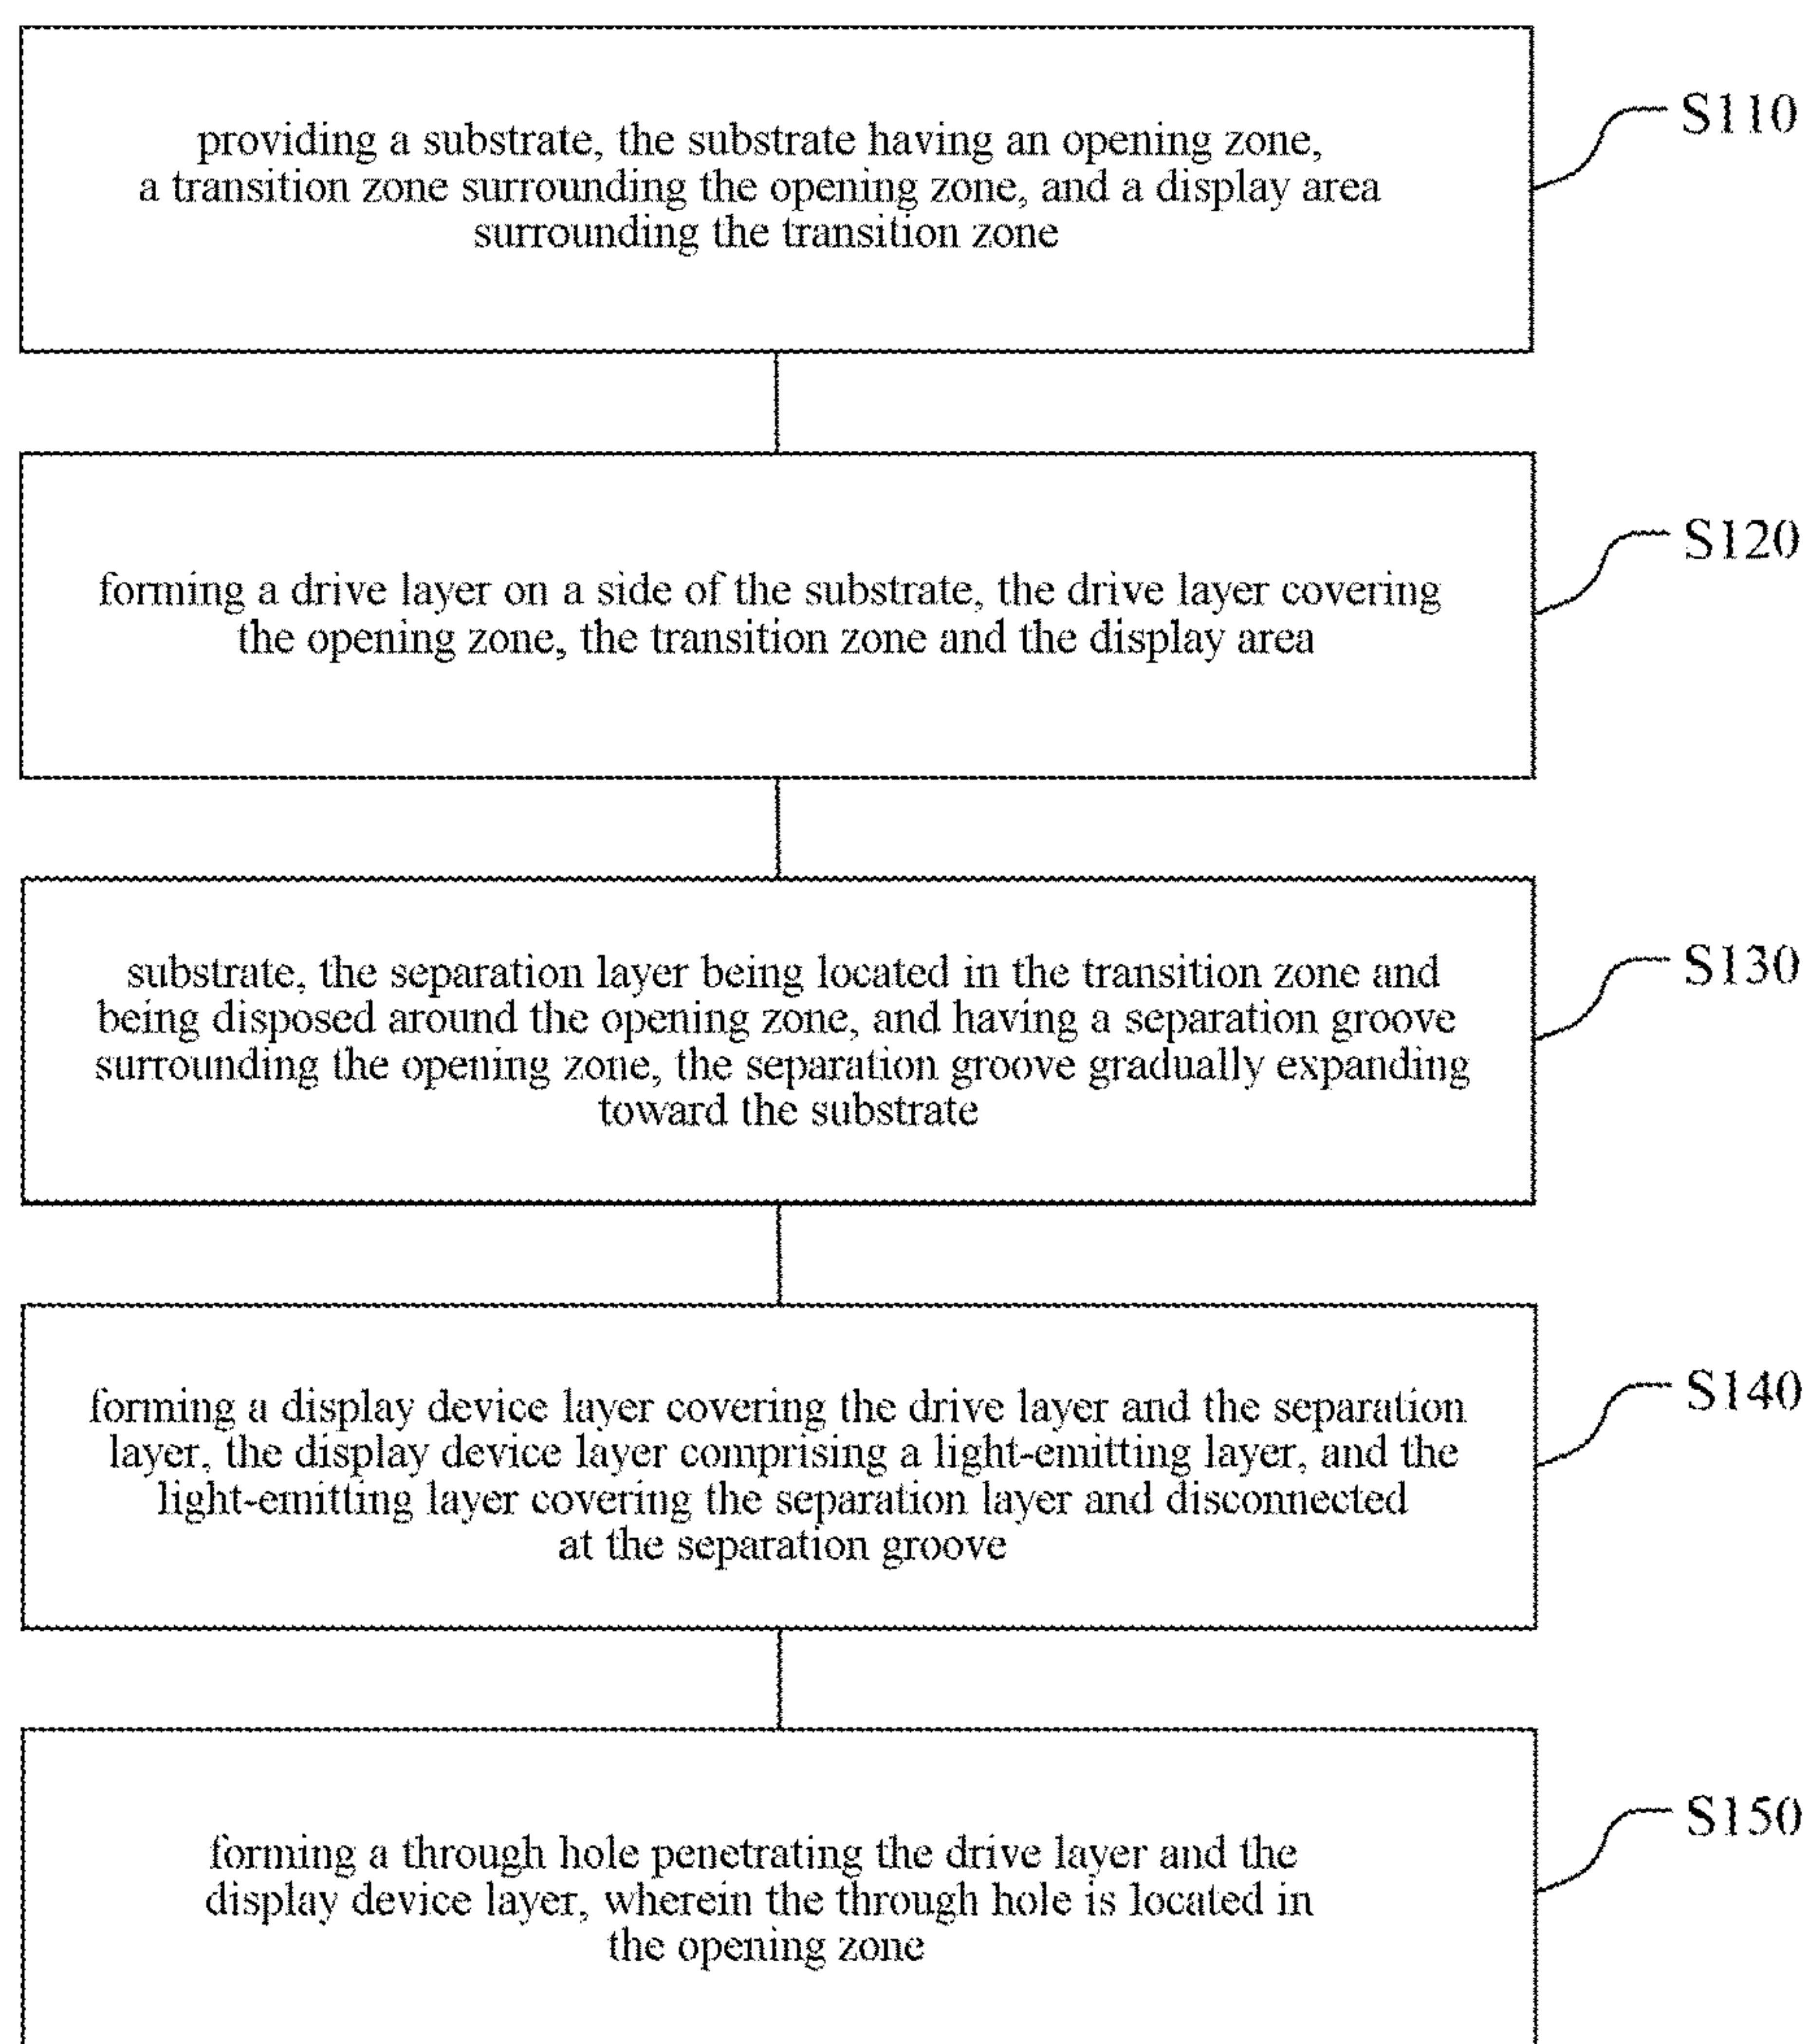 providing a substrate, the substrate having an opening zone,
a transition zone surrounding the opening zone, and a display area
surrounding the transition zone
S110
forming a drive layer on a side of the substrate, the drive layer covering
the opening zone, the transition zone and the display area
S120
substrate, the separation layer being located in the transition zone and
being disposed around the opening zone, and having a separation groove
surrounding the opening zone, the separation groove gradually expanding
toward the substrate
S130
forming a display device layer covering the drive layer and the separation
layer, the display device layer comprising a light-emitting layer, and the
light-emitting layer covering the separation layer and disconnected
at the separation groove
S140
forming a through hole penetrating the drive layer and the
display device layer, wherein the through hole is located in
the opening zone
S150